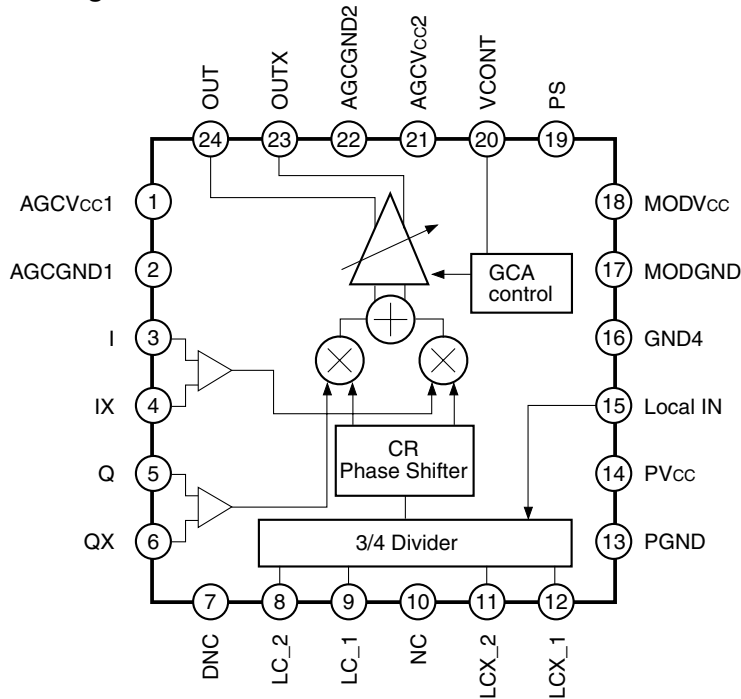 OUT
OUTX
AGCGND2
AGCVCC2
VCONT
PS
24
23
22
21
20
19
AGCVCC1
1
18
MODVCC
AGCGND1
2
17
MODGND
GCA
control
I
3
16
GND4
IX
4
15
Local IN
CR
Phase Shifter
Q
5
14
PVCC
QX
6
13
PGND
3/4 Divider
7
8
9
10
11
12
DNC
LC_2
LC_1
NC
LCX_2
LCX_1